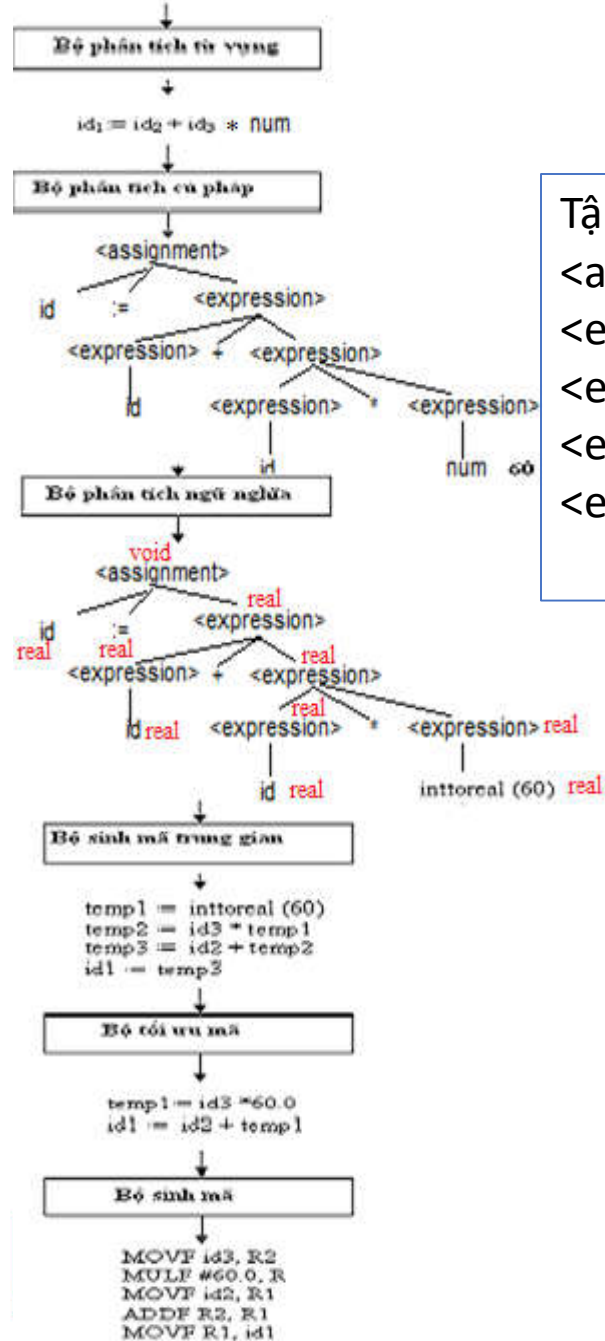 Bộ phân tích từ vựng
id1 := id2 + id3 * num
Bộ phân tích cú pháp
<assignment>
id := <expression>
<expression> + <expression>
id <expression> * <expression>
id num 60
Bộ phân tích ngữ nghĩa
void
<assignment>
real
id := <expression>
real real real
<expression> + <expression>
real
id real <expression> * <expression> real
id real inttoreal (60) real
Bộ sinh mã trung gian
temp1 := inttoreal (60)
temp2 := id3 * temp1
temp3 := id2 + temp2
id1 := temp3
Bộ tối ưu mã
temp1 := id3 *60.0
id1 := id2 + temp1
Bộ sinh mã
MOVF id3, R2
MULF #60.0, R
MOVF id2, R1
ADDF R2, R1
MOVF R1, id1
Tậ
<a
<e
<e
<e
<e